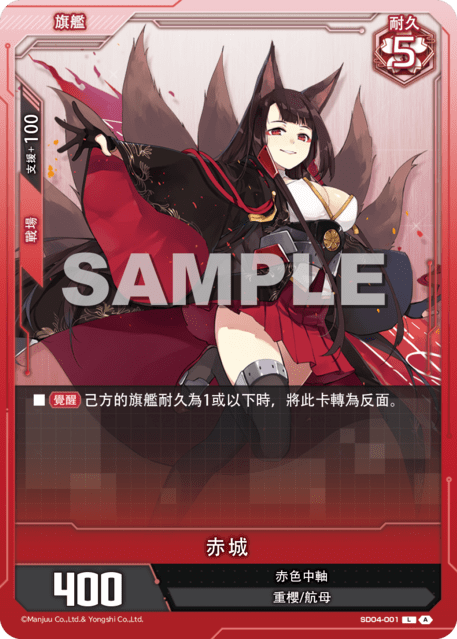 旗艦
耐久
5
支援+100
戰場
SAMPLE
■ 覺醒 己方的旗艦耐久為1或以下時，將此卡轉為反面。
赤城
400
赤色中軸
重櫻/航母
©Manjuu Co.,Ltd.& Yongshi Co.,Ltd.
SD04-001 L A